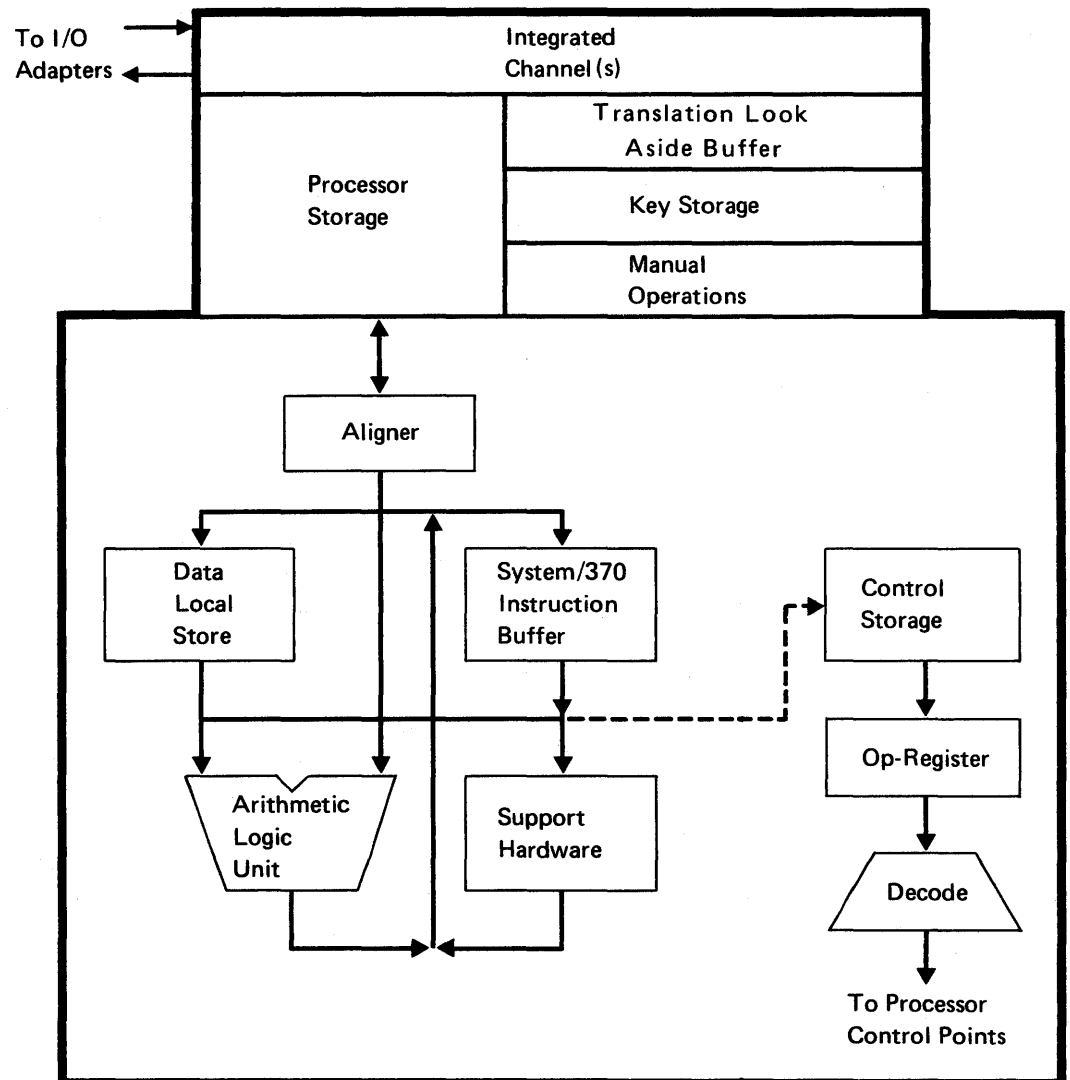 To I/O
Adapters
Integrated
Channel(s)
Translation Look
Aside Buffer
Processor
Storage
Key Storage
Manual
Operations
Aligner
Data
Local
Store
System/370
Instruction
Buffer
Control
Storage
Op-Register
Arithmetic
Logic
Unit
Support
Hardware
Decode
To Processor
Control Points